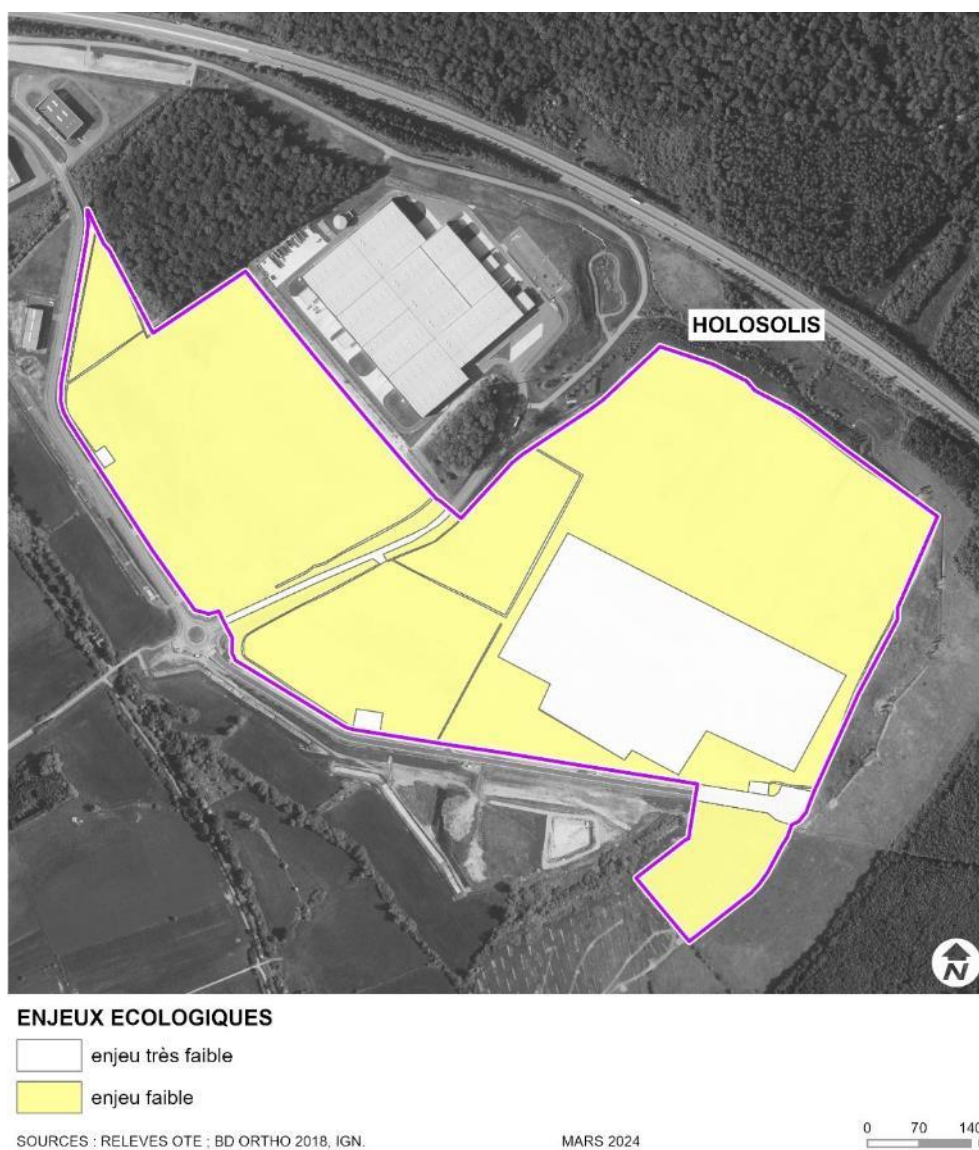 HOLOSOLIS
N
ENJEUX ECOLOGIQUES
enjeu très faible
enjeu faible
SOURCES : RELEVES OTE ; BD ORTHO 2018, IGN.
MARS 2024
0 70 140